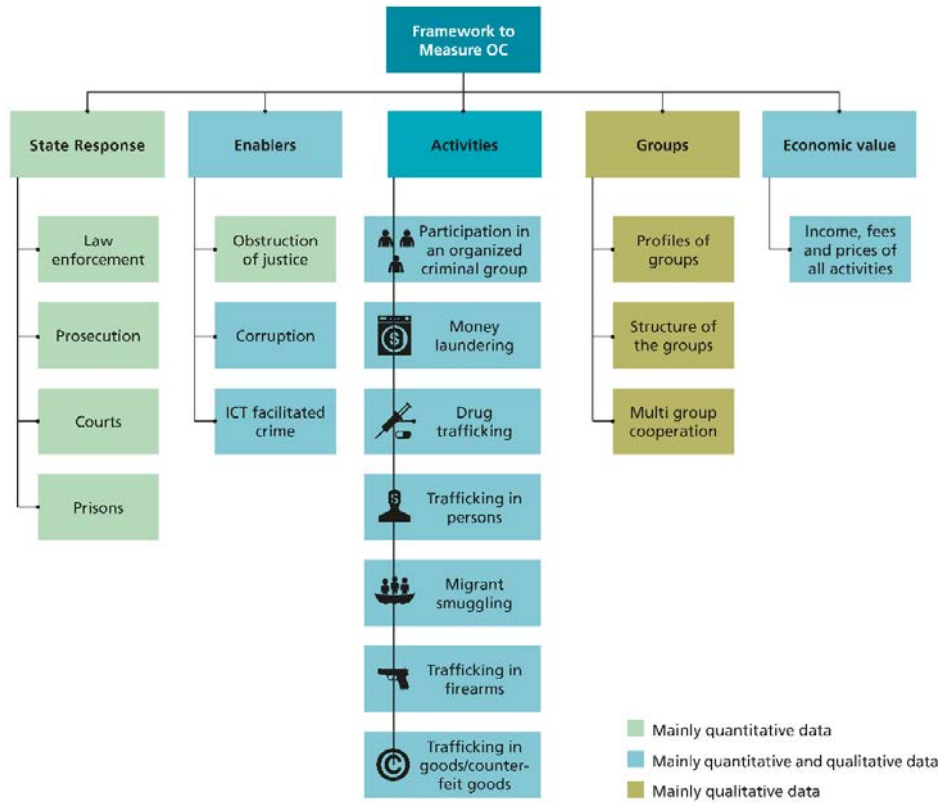 Framework to
Measure OC
State Response
Enablers
Activities
Groups
Economic value
Law
enforcement
Prosecution
Courts
Prisons
Obstruction
of justice
Corruption
ICT facilitated
crime
Participation in
an organized
criminal group
$
Money
laundering
Drug
trafficking
$
Trafficking in
persons
Migrant
smuggling
Trafficking in
firearms
C
Trafficking in
goods/counter-
feit goods
Profiles of
groups
Structure of
the groups
Multi group
cooperation
Income, fees
and prices of
all activities
Mainly quantitative data
Mainly quantitative and qualitative data
Mainly qualitative data